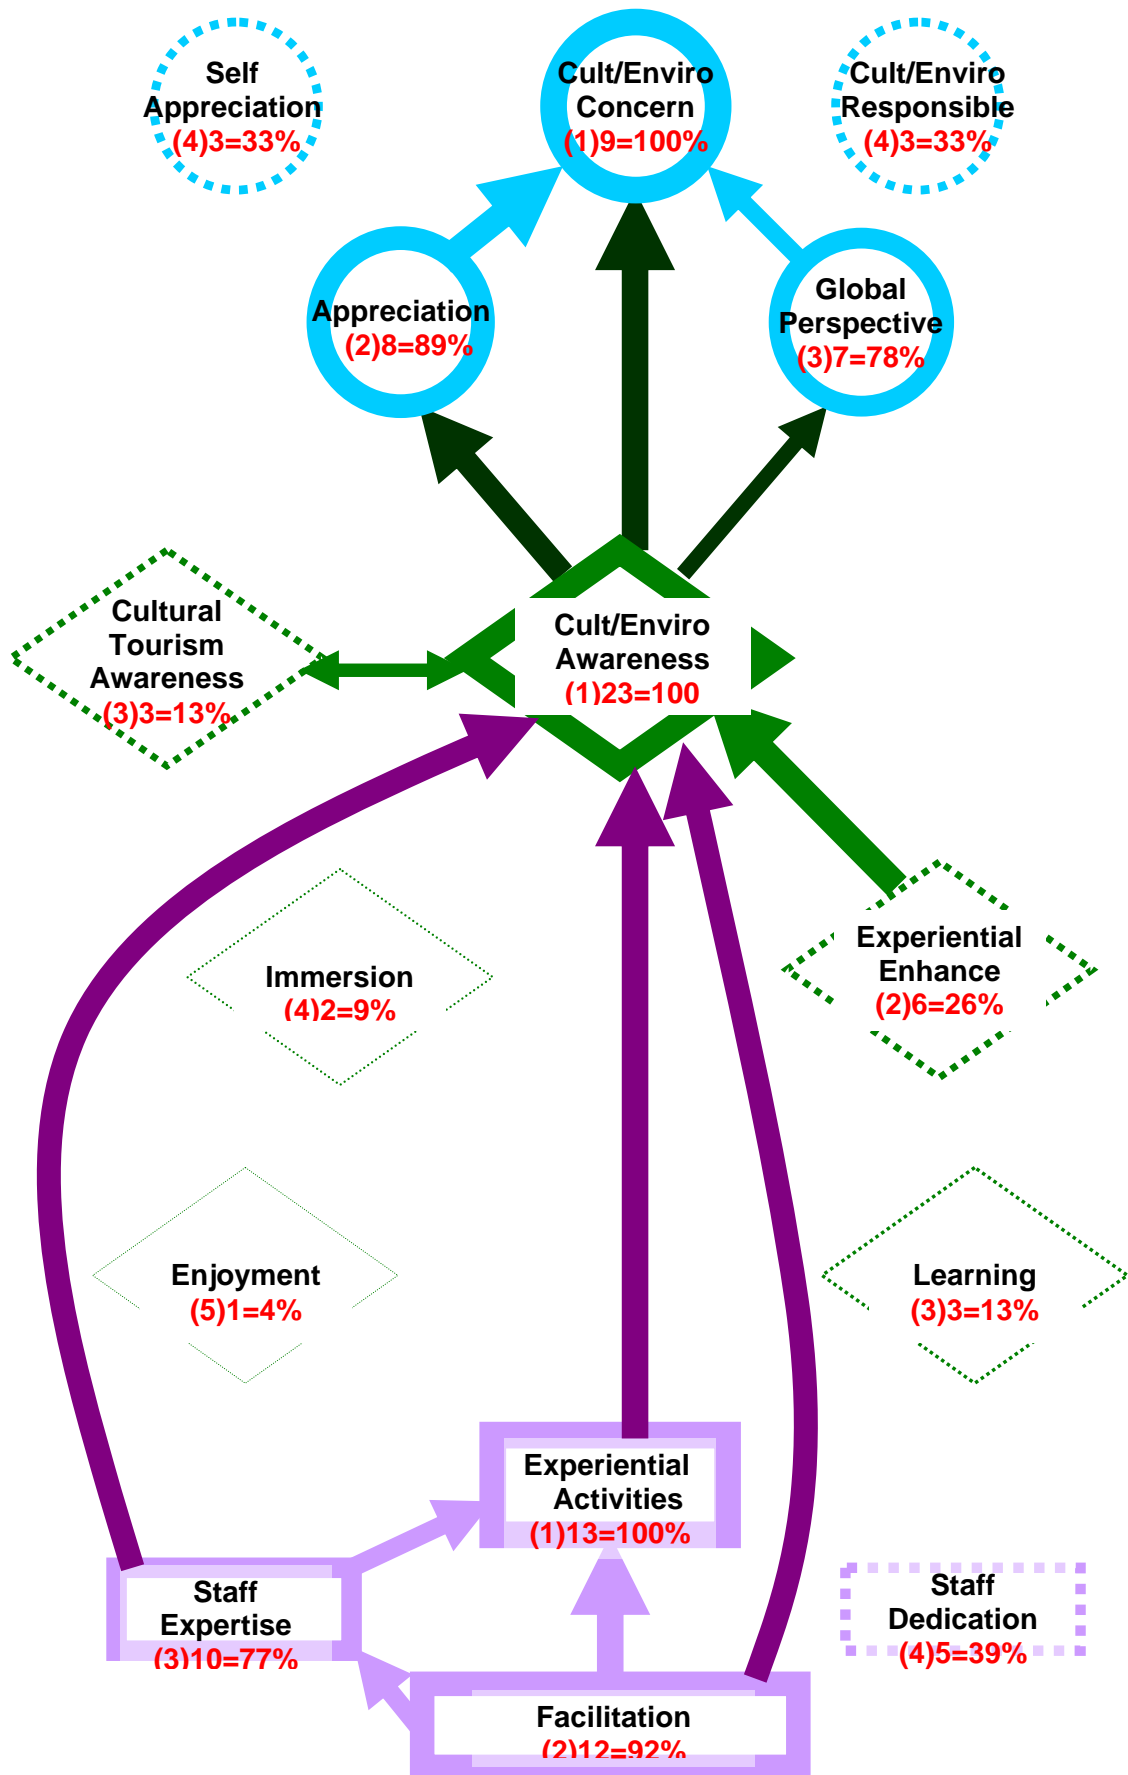 Self
Appreciation
(4)3=33%
Cult/Enviro
Concern
(1)9=100%
Cult/Enviro
Responsible
(4)3=33%
Appreciation
(2)8=89%
Global
Perspective
(3)7=78%
Cultural
Tourism
Awareness
(3)3=13%
Cult/Enviro
Awareness
(1)23=100
Immersion
(4)2=9%
Experiential
Enhance
(2)6=26%
Enjoyment
(5)1=4%
Learning
(3)3=13%
Experiential
Activities
(1)13=100%
Staff
Expertise
(3)10=77%
Staff
Dedication
(4)5=39%
Facilitation
(2)12=92%